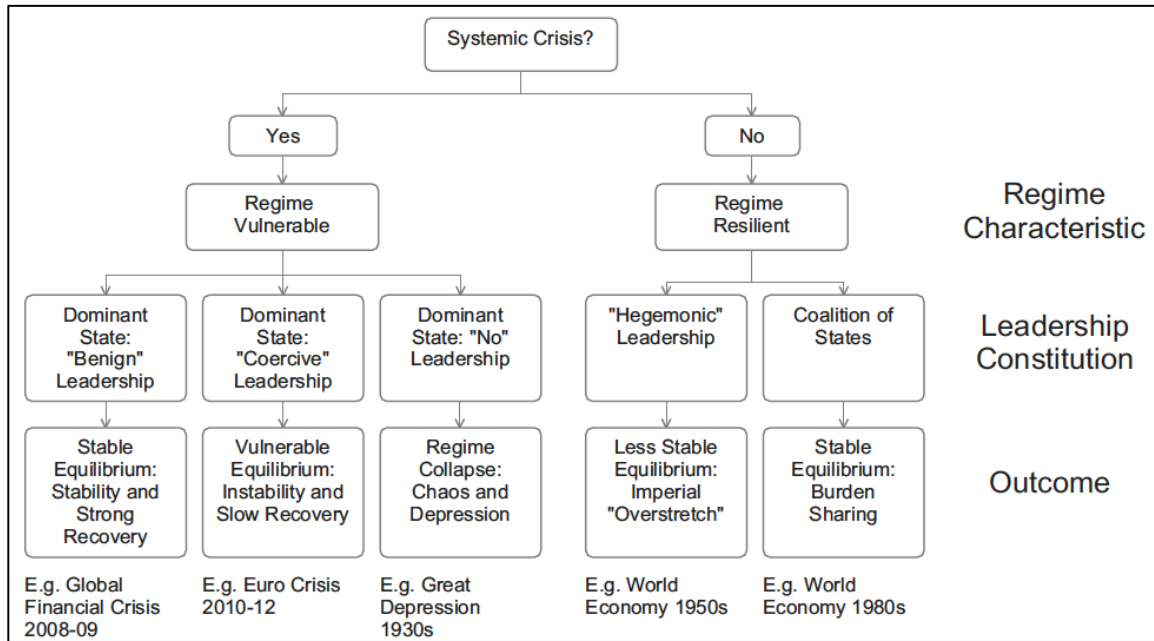 Systemic Crisis?
Yes
No
Regime
Vulnerable
Regime
Resilient
Regime
Characteristic
Dominant
State:
"Benign"
Leadership
Dominant
State:
"Coercive"
Leadership
Dominant
State: "No"
Leadership
"Hegemonic"
Leadership
Coalition of
States
Leadership
Constitution
Stable
Equilibrium:
Stability and
Strong
Recovery
Vulnerable
Equilibrium:
Instability and
Slow Recovery
Regime
Collapse:
Chaos and
Depression
Less Stable
Equilibrium:
Imperial
"Overstretch"
Stable
Equilibrium:
Burden
Sharing
Outcome
E.g. Global
Financial Crisis
2008-09
E.g. Euro Crisis
2010-12
E.g. Great
Depression
1930s
E.g. World
Economy 1950s
E.g. World
Economy 1980s